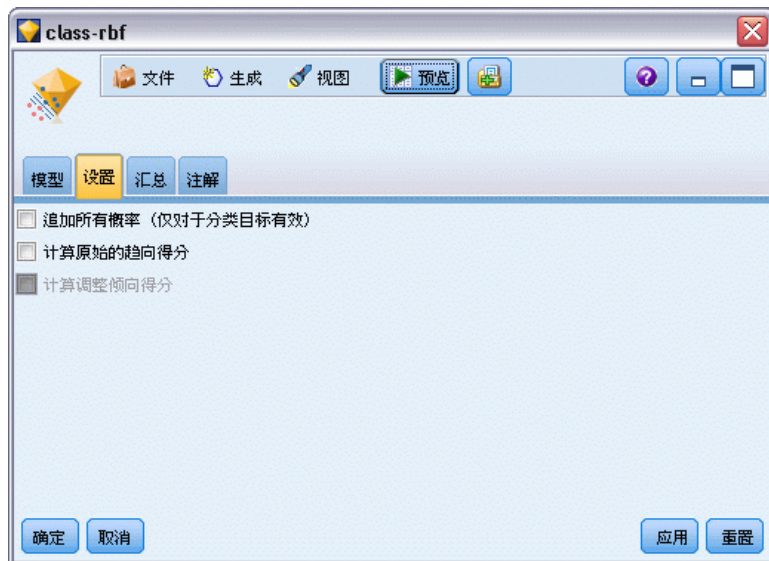 class-rbf
文件 生成 视图 预览
模型 设置 汇总 注解
追加所有概率 (仅对于分类目标有效)
计算原始的趋向得分
计算调整倾向得分
确定 取消 应用 重置